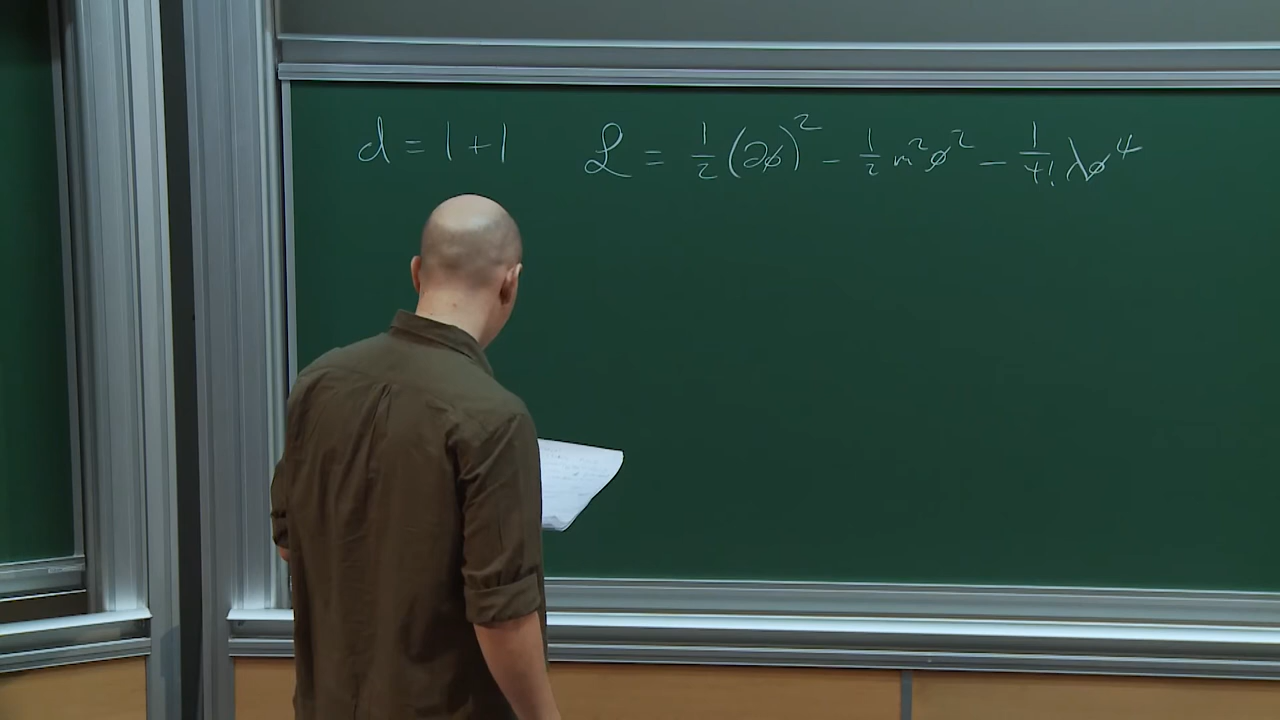 d = 1 + 1 ℒ = 1/2 (∂φ)² − 1/2 m²φ² − 1/4! λφ⁴